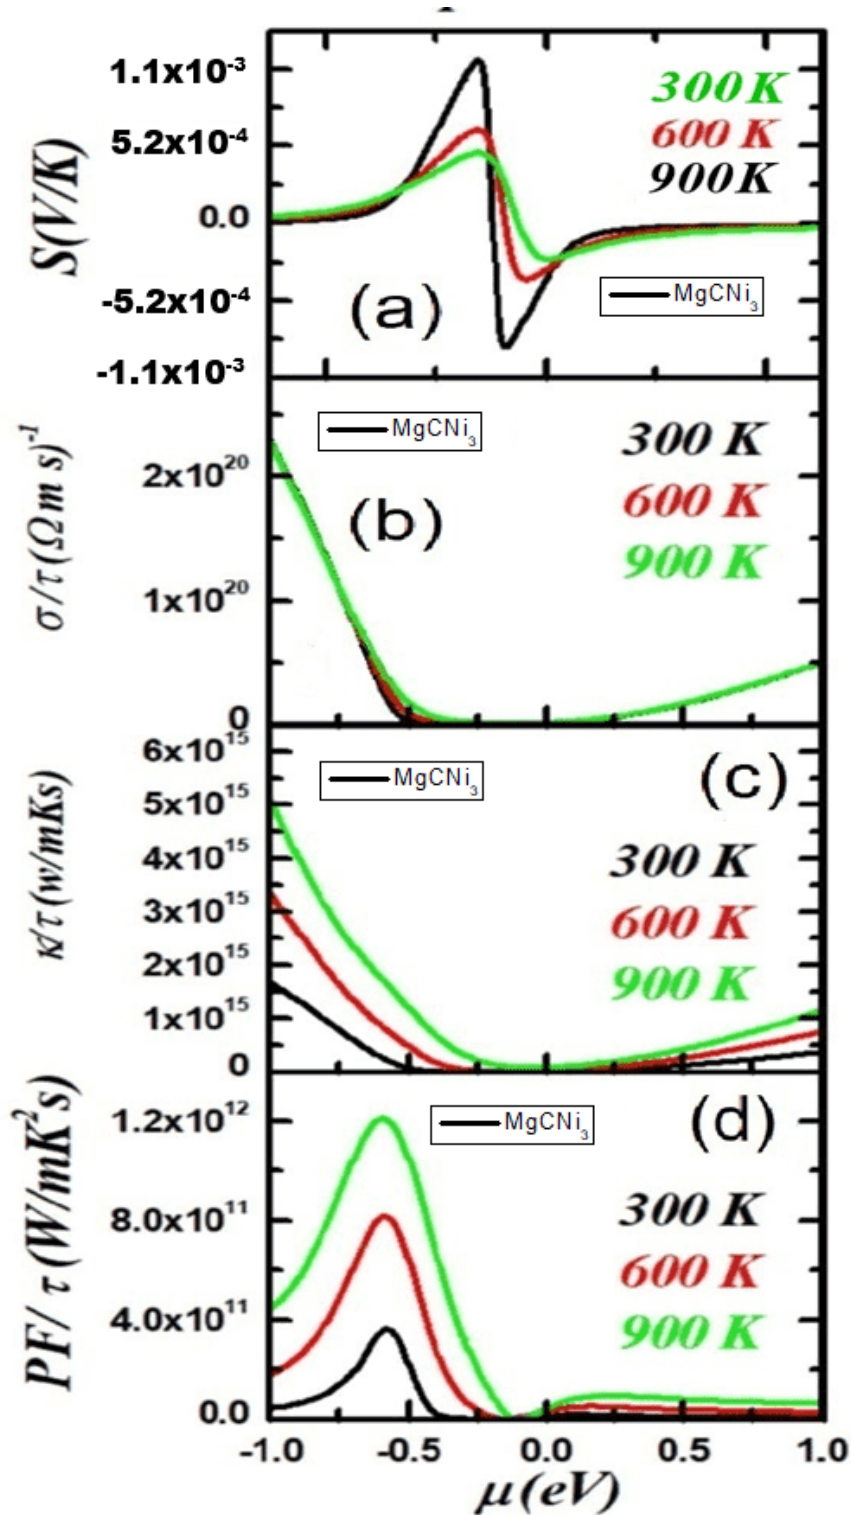 1.1x10⁻³
5.2x10⁻⁴
0.0
-5.2x10⁻⁴
-1.1x10⁻³
S(V/K)
300 K
600 K
900 K
(a)
MgCNi₃
2x10²⁰
1x10²⁰
0
σ/τ(Ωm s)⁻¹
MgCNi₃
(b)
300 K
600 K
900 K
6x10¹⁵
5x10¹⁵
4x10¹⁵
3x10¹⁵
2x10¹⁵
1x10¹⁵
0
κ/τ(w/mKs)
MgCNi₃
(c)
300 K
600 K
900 K
1.2x10¹²
8.0x10¹¹
4.0x10¹¹
0.0
PF/τ(W/mK²s)
MgCNi₃
(d)
300 K
600 K
900 K
-1.0 -0.5 0.0 0.5 1.0
μ(eV)